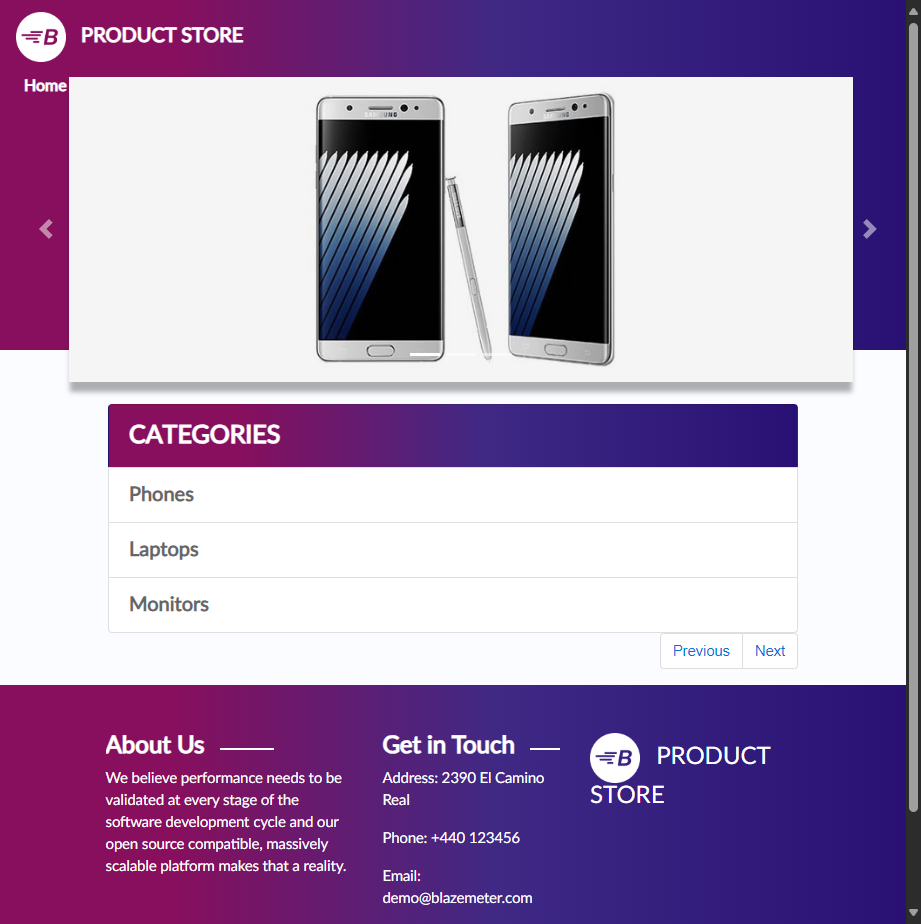 B PRODUCT STORE
Home
SAMSUNG
SAMSUNG
CATEGORIES
Phones
Laptops
Monitors
Previous Next
About Us
We believe performance needs to be
validated at every stage of the
software development cycle and our
open source compatible, massively
scalable platform makes that a reality.
Get in Touch
Address: 2390 El Camino
Real
Phone: +440 123456
Email:
demo@blazemeter.com
B PRODUCT
STORE